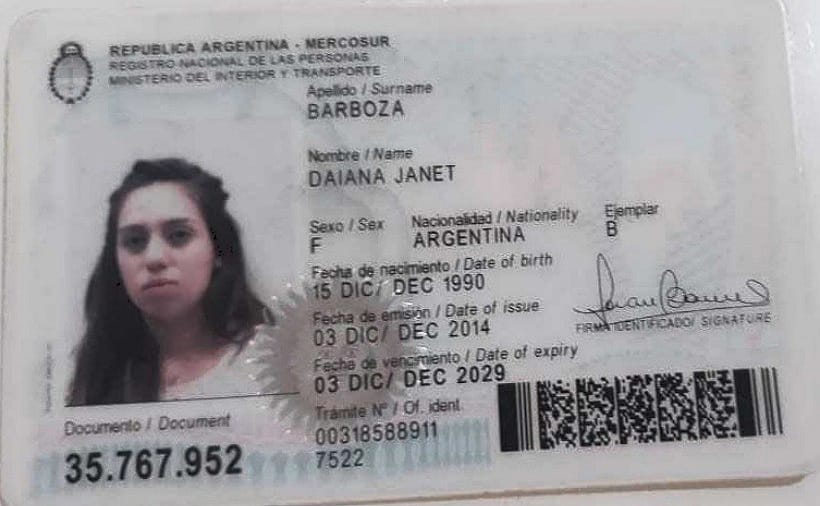 REPUBLICA ARGENTINA - MERCOSUR
REGISTRO NACIONAL DE LAS PERSONAS
MINISTERIO DEL INTERIOR Y TRANSPORTE
Apellido / Surname
BARBOZA
Nombre / Name
DAIANA JANET
Sexo / Sex Nacionalidad / Nationality Ejemplar
F ARGENTINA B
Fecha de nacimiento / Date of birth
15 DIC/ DEC 1990
Fecha de emisión / Date of issue
03 DIC/ DEC 2014
FIRMA IDENTIFICADO/ SIGNATURE
Fecha de vencimiento / Date of expiry
03 DIC/ DEC 2029
Documento / Document
35.767.952
Trámite N° / Of. ident.
00318588911
7522